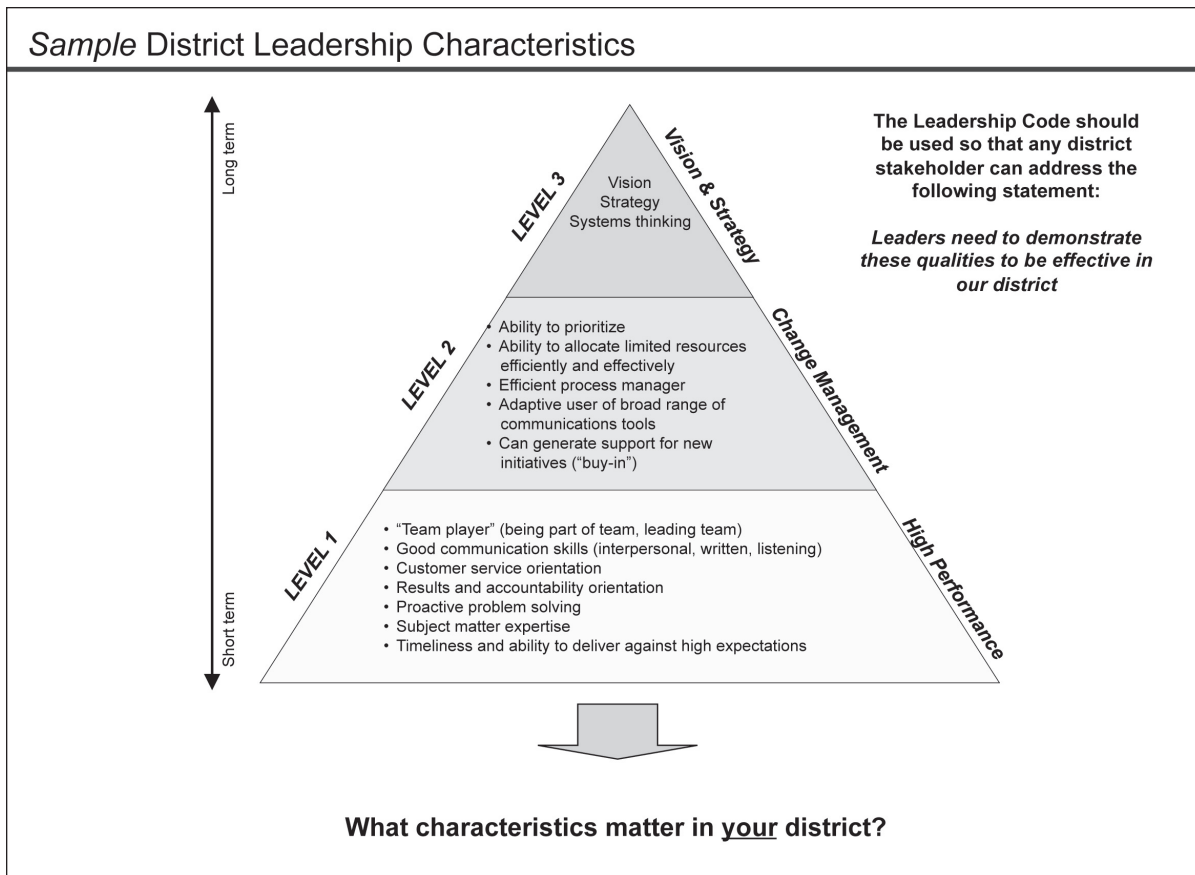 Sample District Leadership Characteristics
Long term
Short term
LEVEL 3
Vision & Strategy
Vision
Strategy
Systems thinking
The Leadership Code should
be used so that any district
stakeholder can address the
following statement:
Leaders need to demonstrate
these qualities to be effective in
our district
LEVEL 2
Change Management
• Ability to prioritize
• Ability to allocate limited resources
efficiently and effectively
• Efficient process manager
• Adaptive user of broad range of
communications tools
• Can generate support for new
initiatives (“buy-in”)
LEVEL 1
High Performance
• “Team player” (being part of team, leading team)
• Good communication skills (interpersonal, written, listening)
• Customer service orientation
• Results and accountability orientation
• Proactive problem solving
• Subject matter expertise
• Timeliness and ability to deliver against high expectations
What characteristics matter in your district?